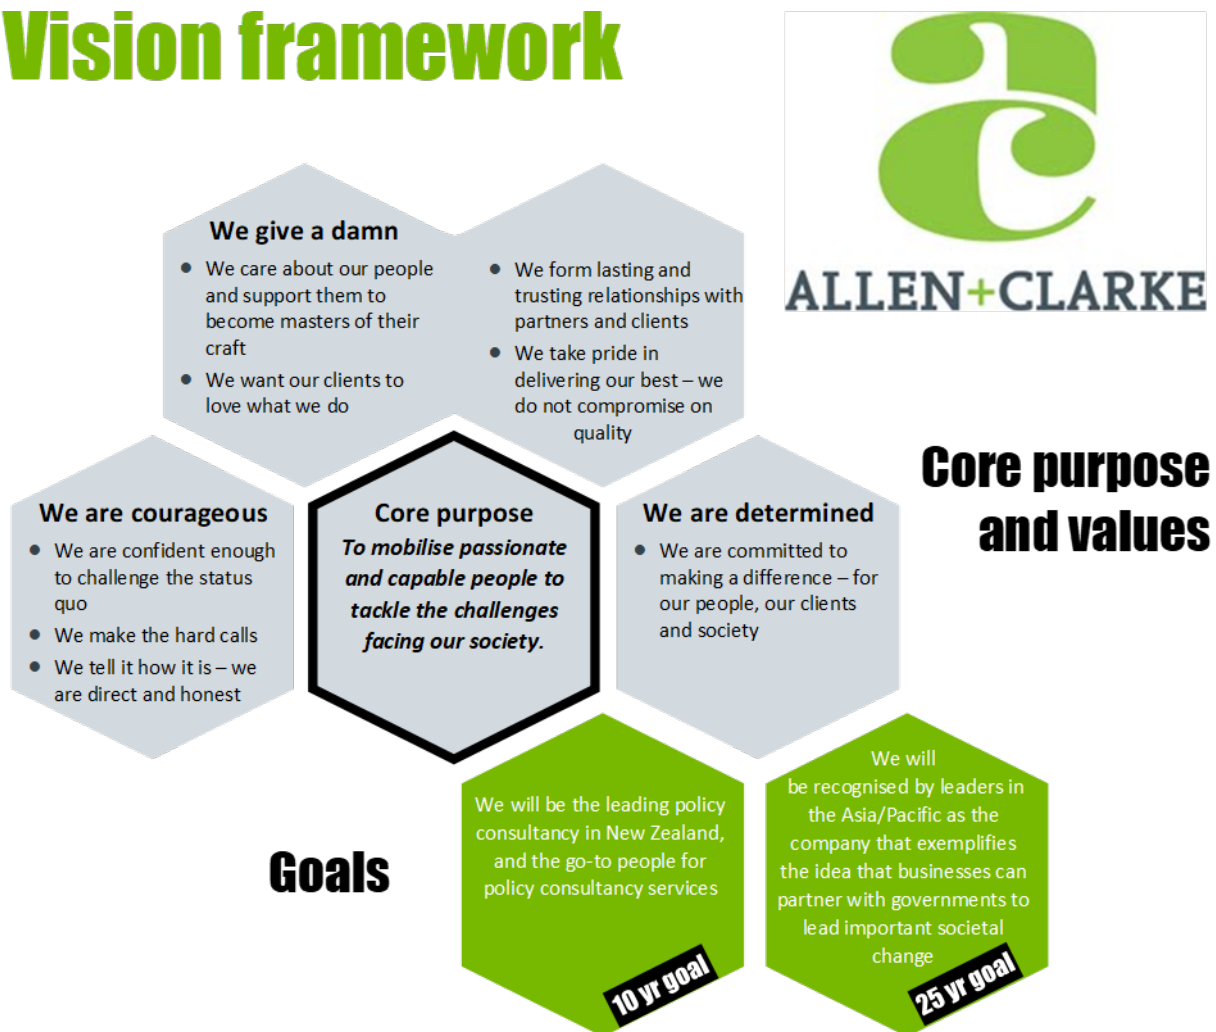 Vision framework
ALLEN+CLARKE
We give a damn
● We care about our people
and support them to
become masters of their
craft
● We want our clients to
love what we do
● We form lasting and
trusting relationships with
partners and clients
● We take pride in
delivering our best – we
do not compromise on
quality
Core purpose
and values
We are courageous
● We are confident enough
to challenge the status
quo
● We make the hard calls
● We tell it how it is – we
are direct and honest
Core purpose
To mobilise passionate
and capable people to
tackle the challenges
facing our society.
We are determined
● We are committed to
making a difference – for
our people, our clients
and society
Goals
We will be the leading policy
consultancy in New Zealand,
and the go-to people for
policy consultancy services
10 yr goal
We will
be recognised by leaders in
the Asia/Pacific as the
company that exemplifies
the idea that businesses can
partner with governments to
lead important societal
change
25 yr goal